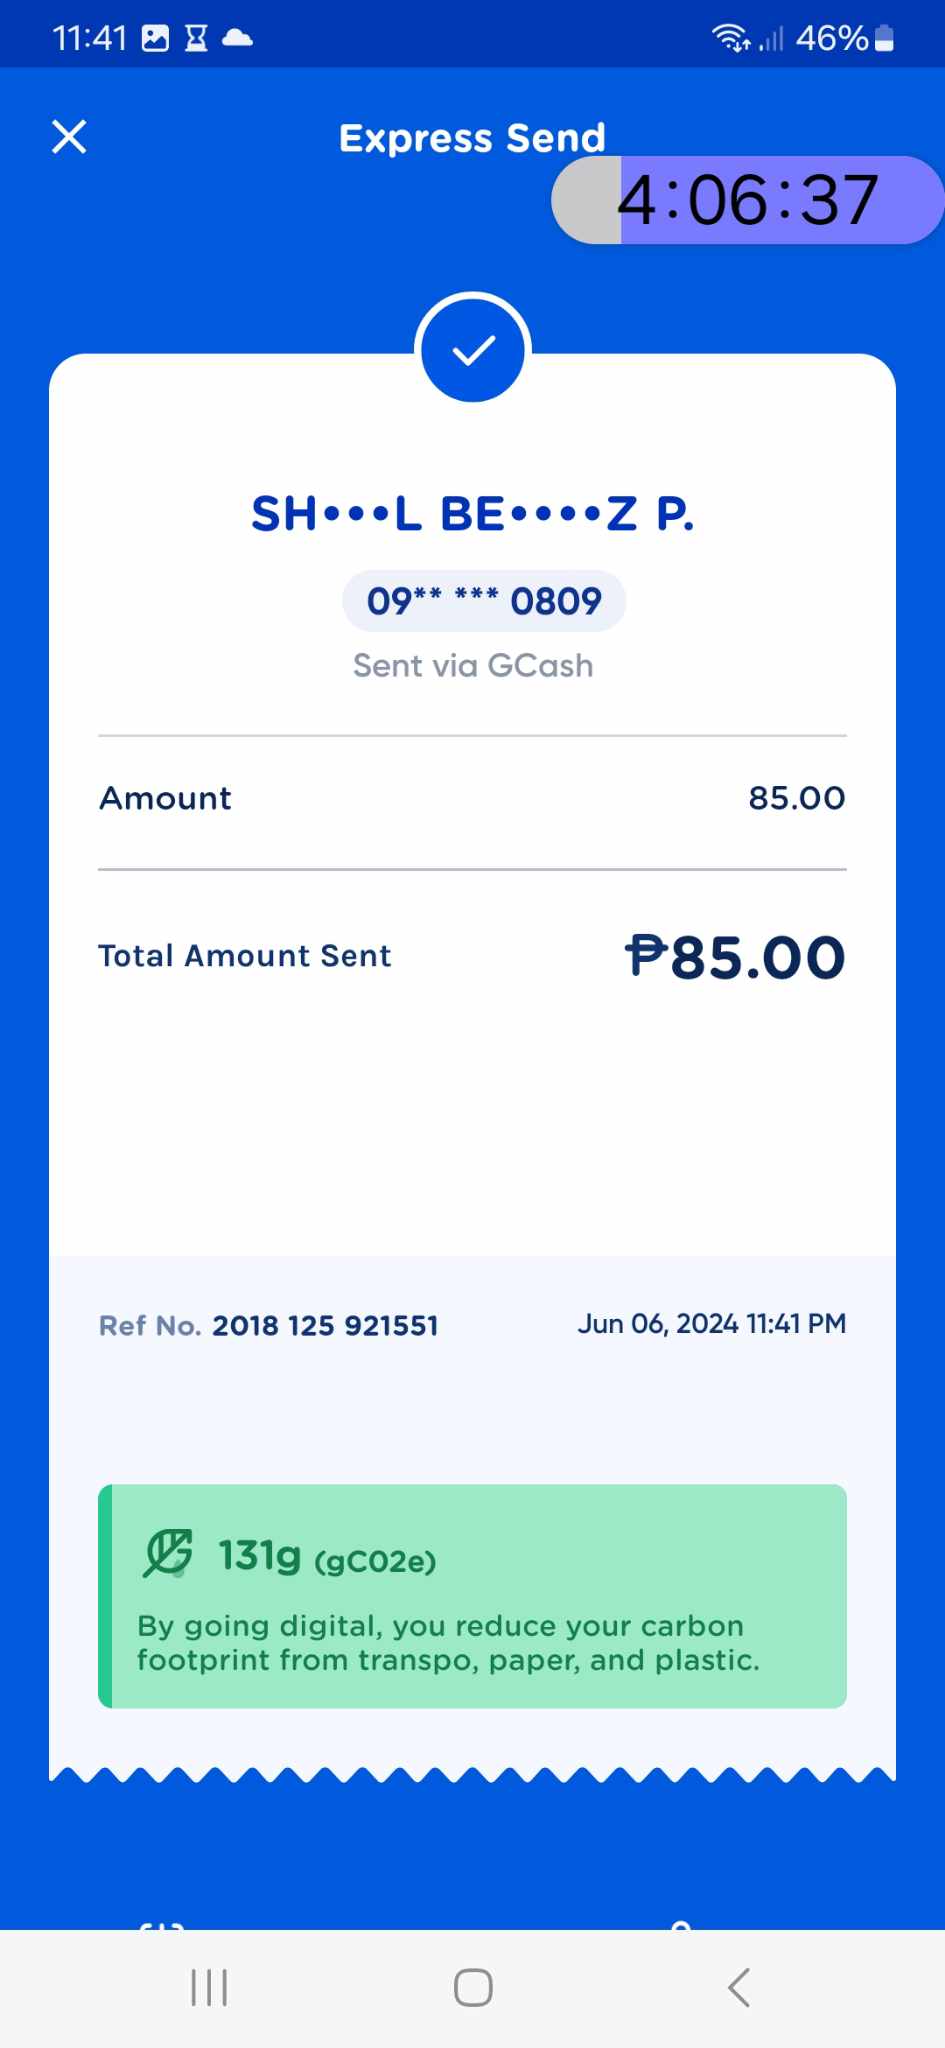 11:41 46%
Express Send
4:06:37
SH•••L BE••••Z P.
09** *** 0809
Sent via GCash
Amount 85.00
Total Amount Sent ₱85.00
Ref No. 2018 125 921551 Jun 06, 2024 11:41 PM
131g (gC02e)
By going digital, you reduce your carbon
footprint from transpo, paper, and plastic.